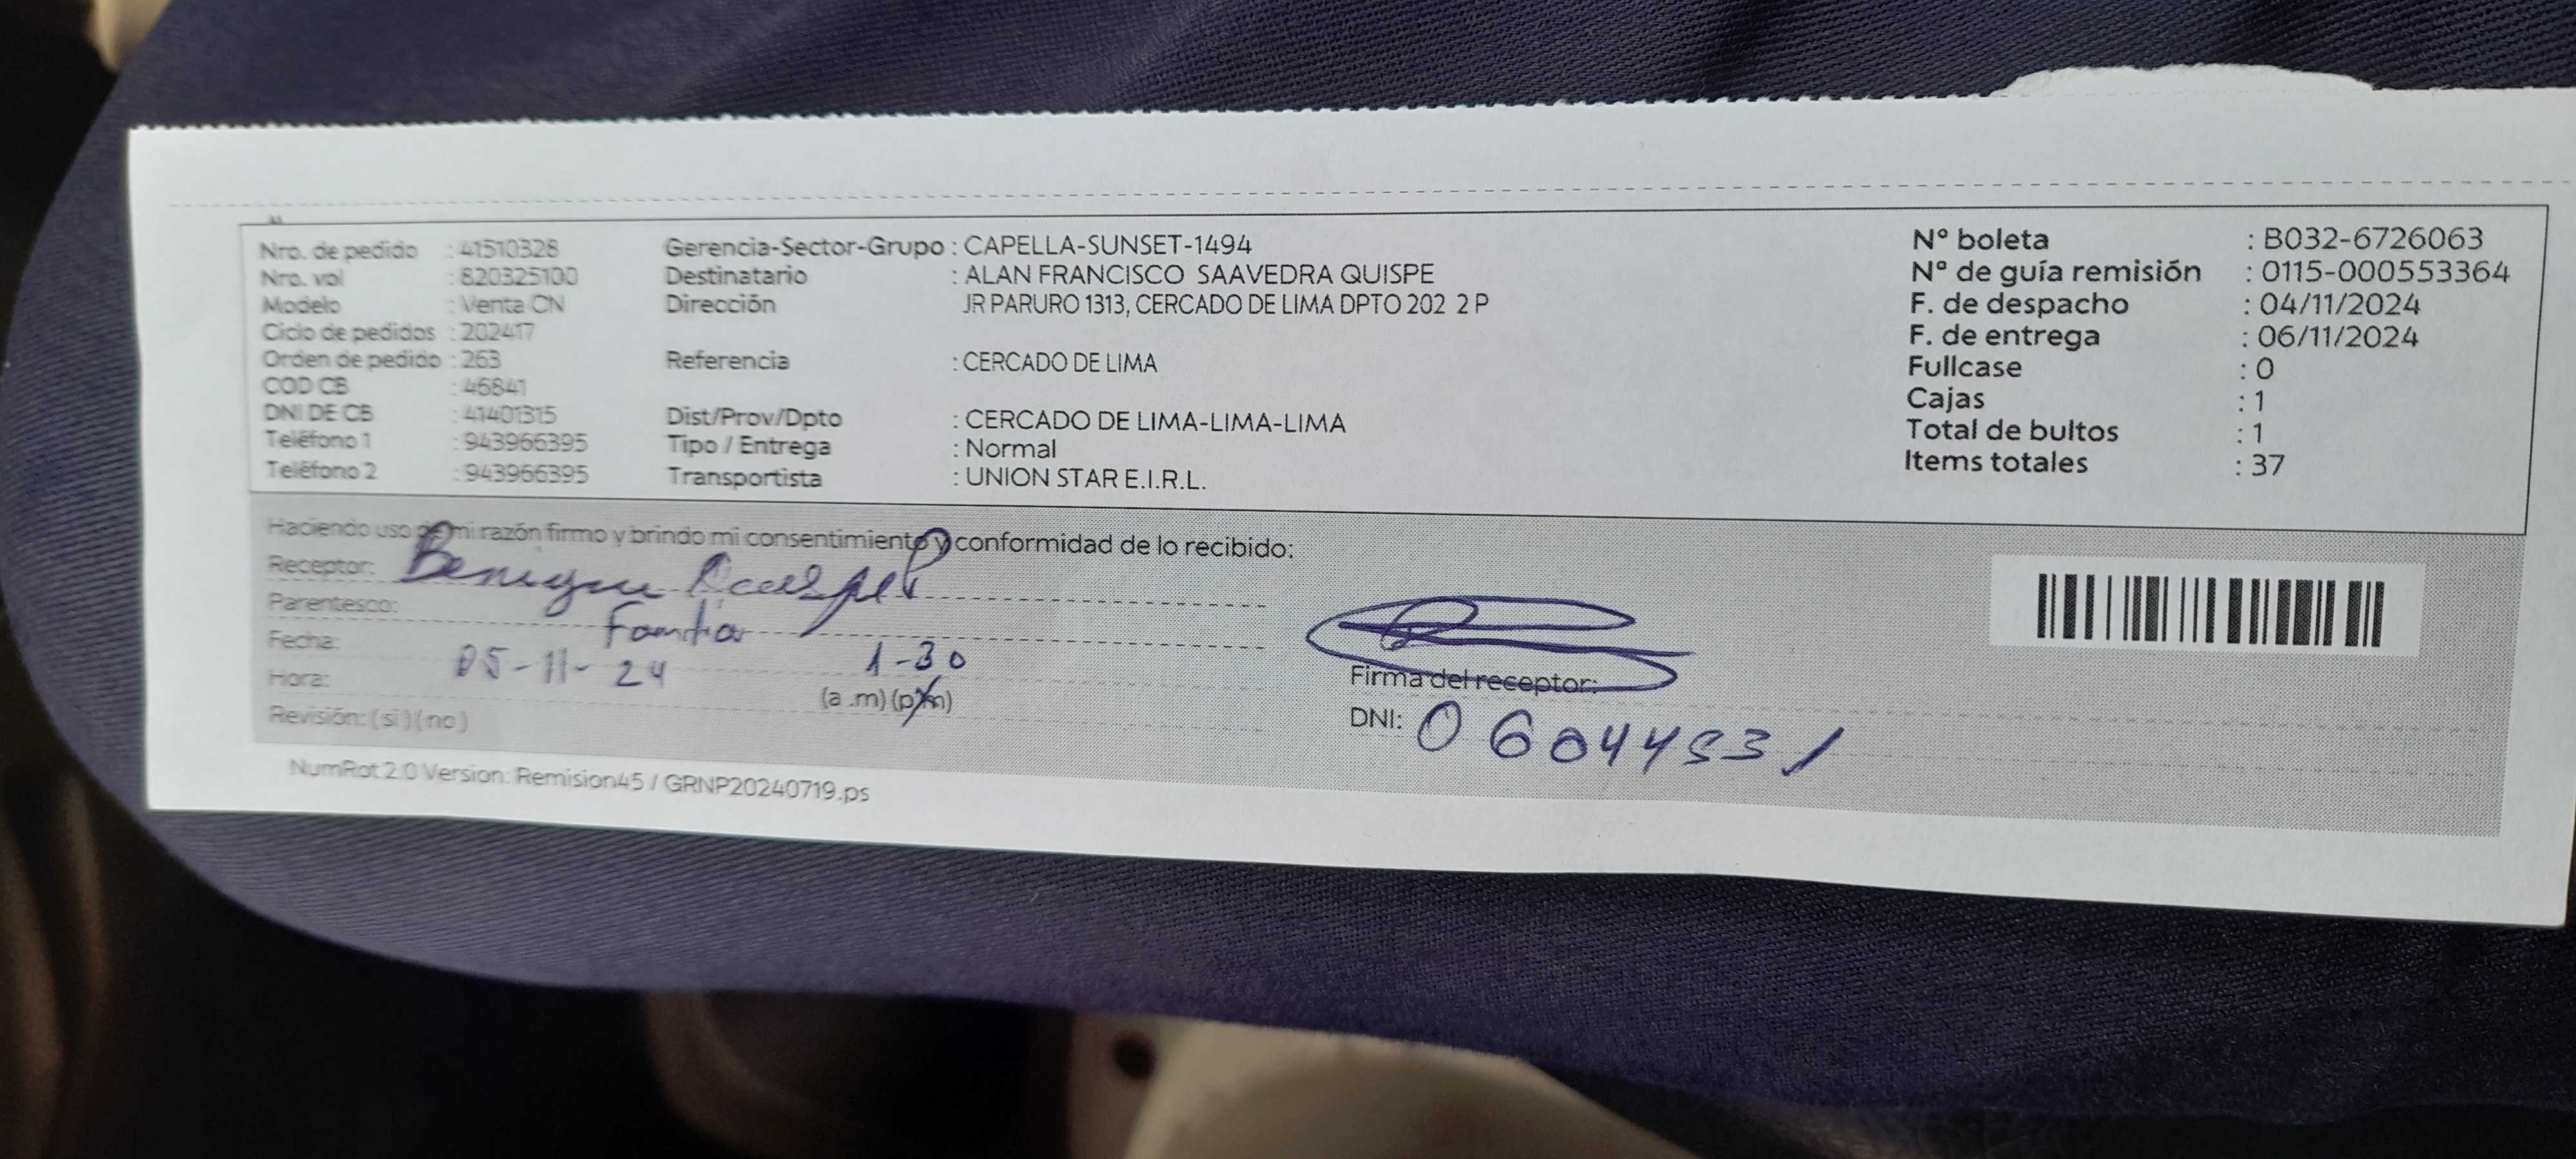 Nro. de pedido : 41510328
Nro. vol : 820325100
Modelo : Venta CN
Ciclo de pedidos : 202417
Orden de pedido : 263
COD CB : 46841
DNI DE CB : 41401315
Teléfono 1 : 943966395
Teléfono 2 : 943966395
Gerencia-Sector-Grupo : CAPELLA-SUNSET-1494
Destinatario : ALAN FRANCISCO SAAVEDRA QUISPE
Dirección JR PARURO 1313, CERCADO DE LIMA DPTO 202 2 P
Referencia : CERCADO DE LIMA
Dist/Prov/Dpto : CERCADO DE LIMA-LIMA-LIMA
Tipo / Entrega : Normal
Transportista : UNION STAR E.I.R.L.
N° boleta : B032-6726063
N° de guía remisión : 0115-000553364
F. de despacho : 04/11/2024
F. de entrega : 06/11/2024
Fullcase : 0
Cajas : 1
Total de bultos : 1
Items totales : 37
Haciendo uso de mi razón firmo y brindo mi consentimiento y conformidad de lo recibido:
Receptor:
Parentesco:
Fecha: 05-11-24 1-30
Hora: (a .m) (p.m)
Revisión: (si) (no)
Firma del receptor:
DNI: 06044531
NumRot 2.0 Version: Remision45 / GRNP20240719.ps